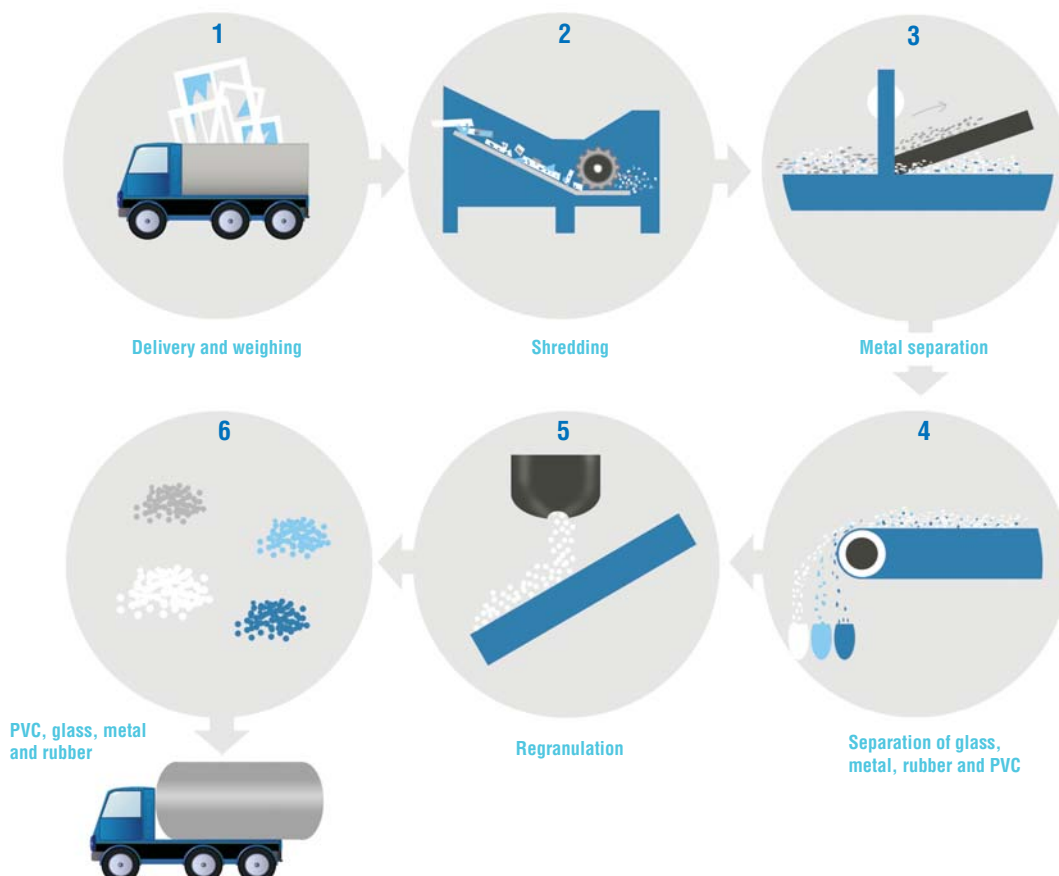 1
2
3
Delivery and weighing
Shredding
Metal separation
6
5
4
PVC, glass, metal
and rubber
Regranulation
Separation of glass,
metal, rubber and PVC